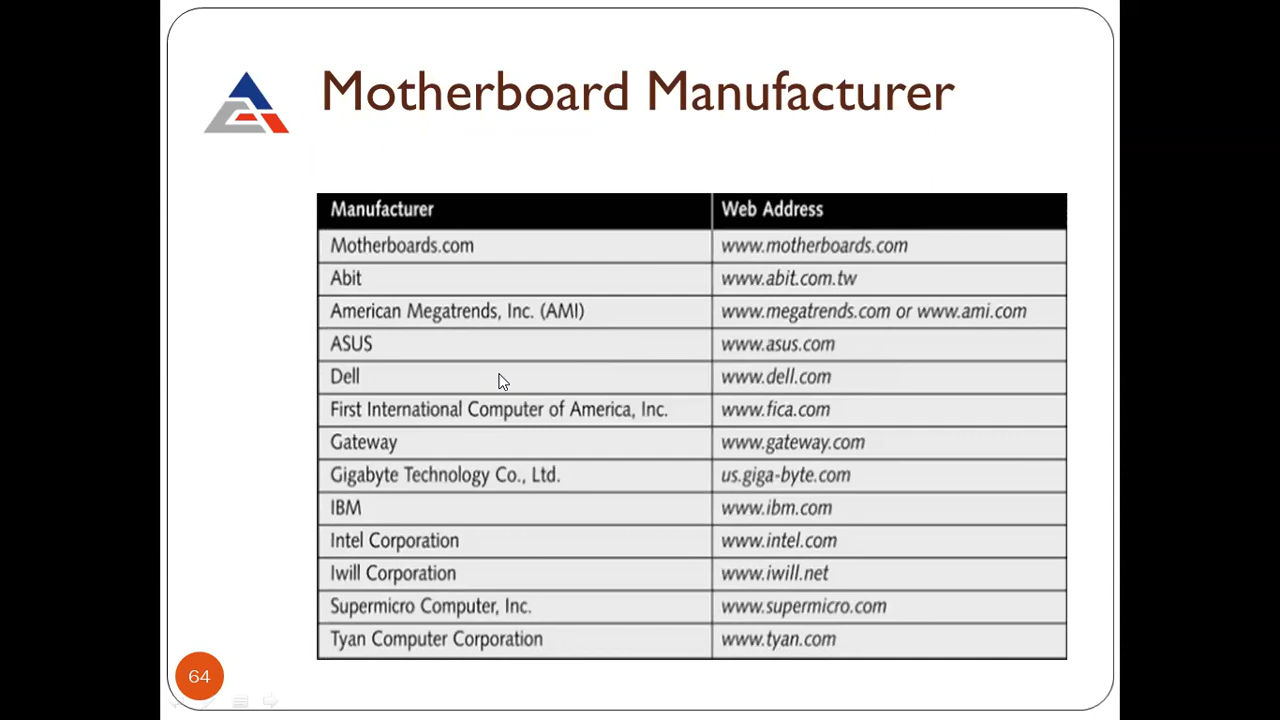 Motherboard Manufacturer
Manufacturer Web Address
Motherboards.com www.motherboards.com
Abit www.abit.com.tw
American Megatrends, Inc. (AMI) www.megatrends.com or www.ami.com
ASUS www.asus.com
Dell www.dell.com
First International Computer of America, Inc. www.fica.com
Gateway www.gateway.com
Gigabyte Technology Co., Ltd. us.giga-byte.com
IBM www.ibm.com
Intel Corporation www.intel.com
Iwill Corporation www.iwill.net
Supermicro Computer, Inc. www.supermicro.com
Tyan Computer Corporation www.tyan.com
64